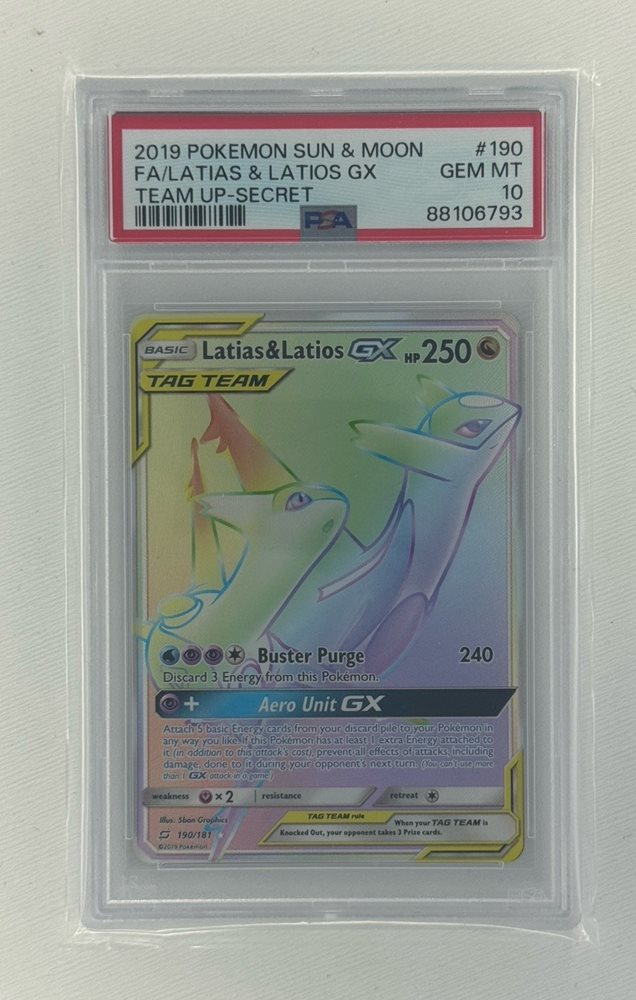 2019 POKEMON SUN & MOON #190
FA/LATIAS & LATIOS GX GEM MT
TEAM UP-SECRET 10
PSA 88106793
BASIC Latias&Latios GX HP250
TAG TEAM
Buster Purge 240
Discard 3 Energy from this Pokémon.
+ Aero Unit GX
Attach 5 basic Energy cards from your discard pile to your Pokémon in
any way you like. If this Pokémon has at least 1 extra Energy attached to
it (in addition to this attack's cost), prevent all effects of attacks, including
damage, done to it during your opponent's next turn. (You can't use more
than 1 GX attack in a game.)
weakness ×2 resistance retreat
Illus. 5ban Graphics
TAG TEAM rule
When your TAG TEAM is
Knocked Out, your opponent takes 3 Prize cards.
190/181
©2019 Pokémon